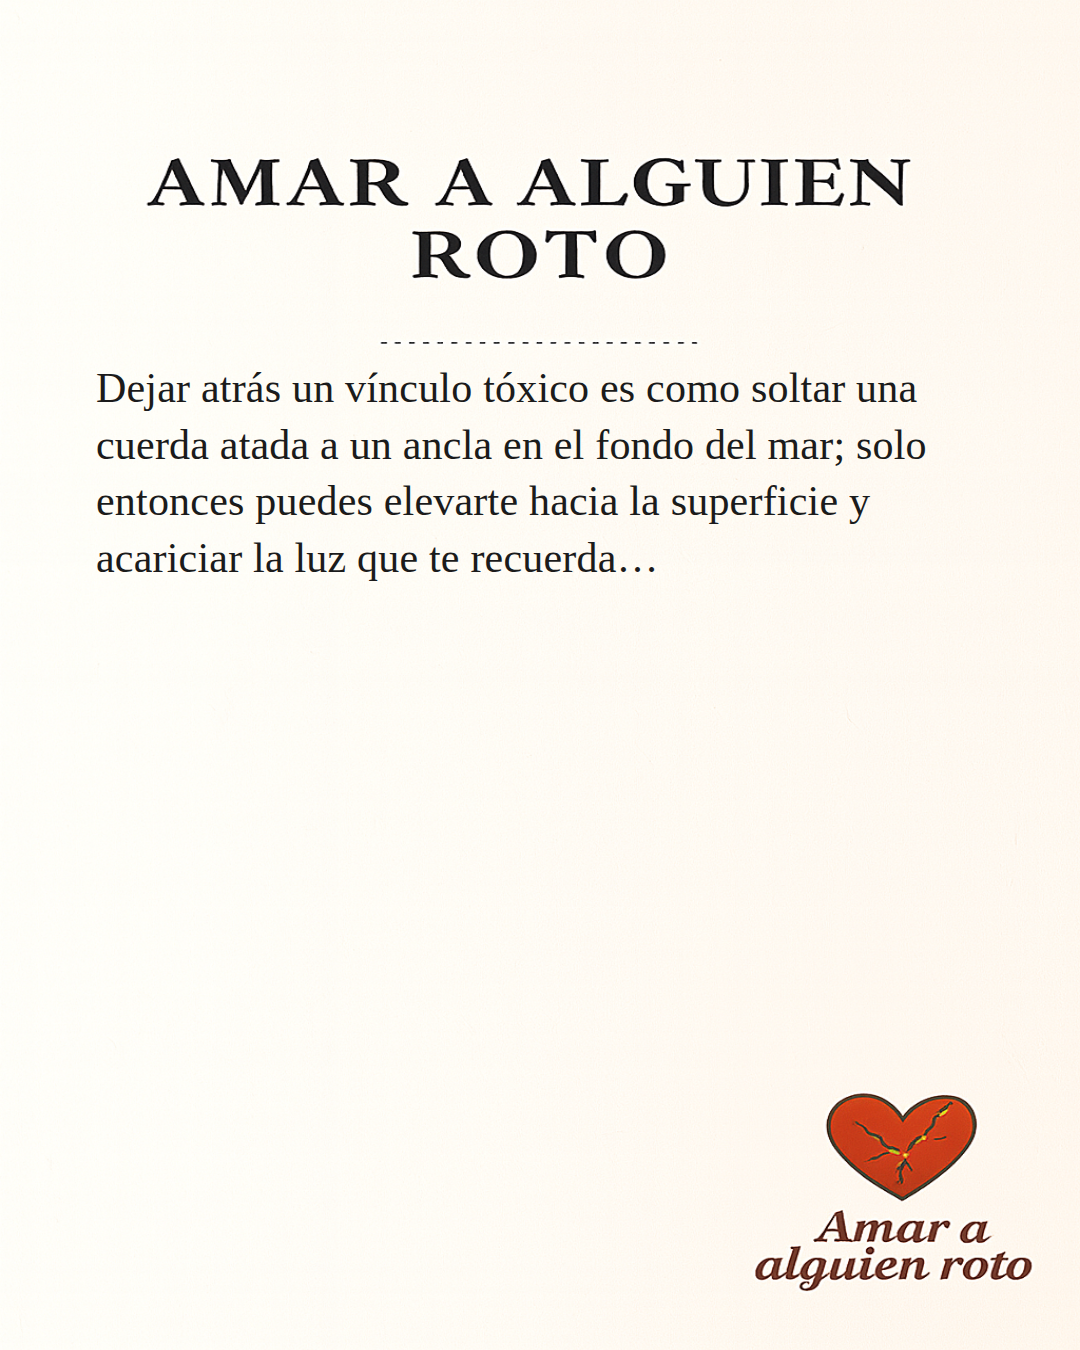 AMAR A ALGUIEN
ROTO
----------------------
Dejar atrás un vínculo tóxico es como soltar una
cuerda atada a un ancla en el fondo del mar; solo
entonces puedes elevarte hacia la superficie y
acariciar la luz que te recuerda…
Amar a
alguien roto